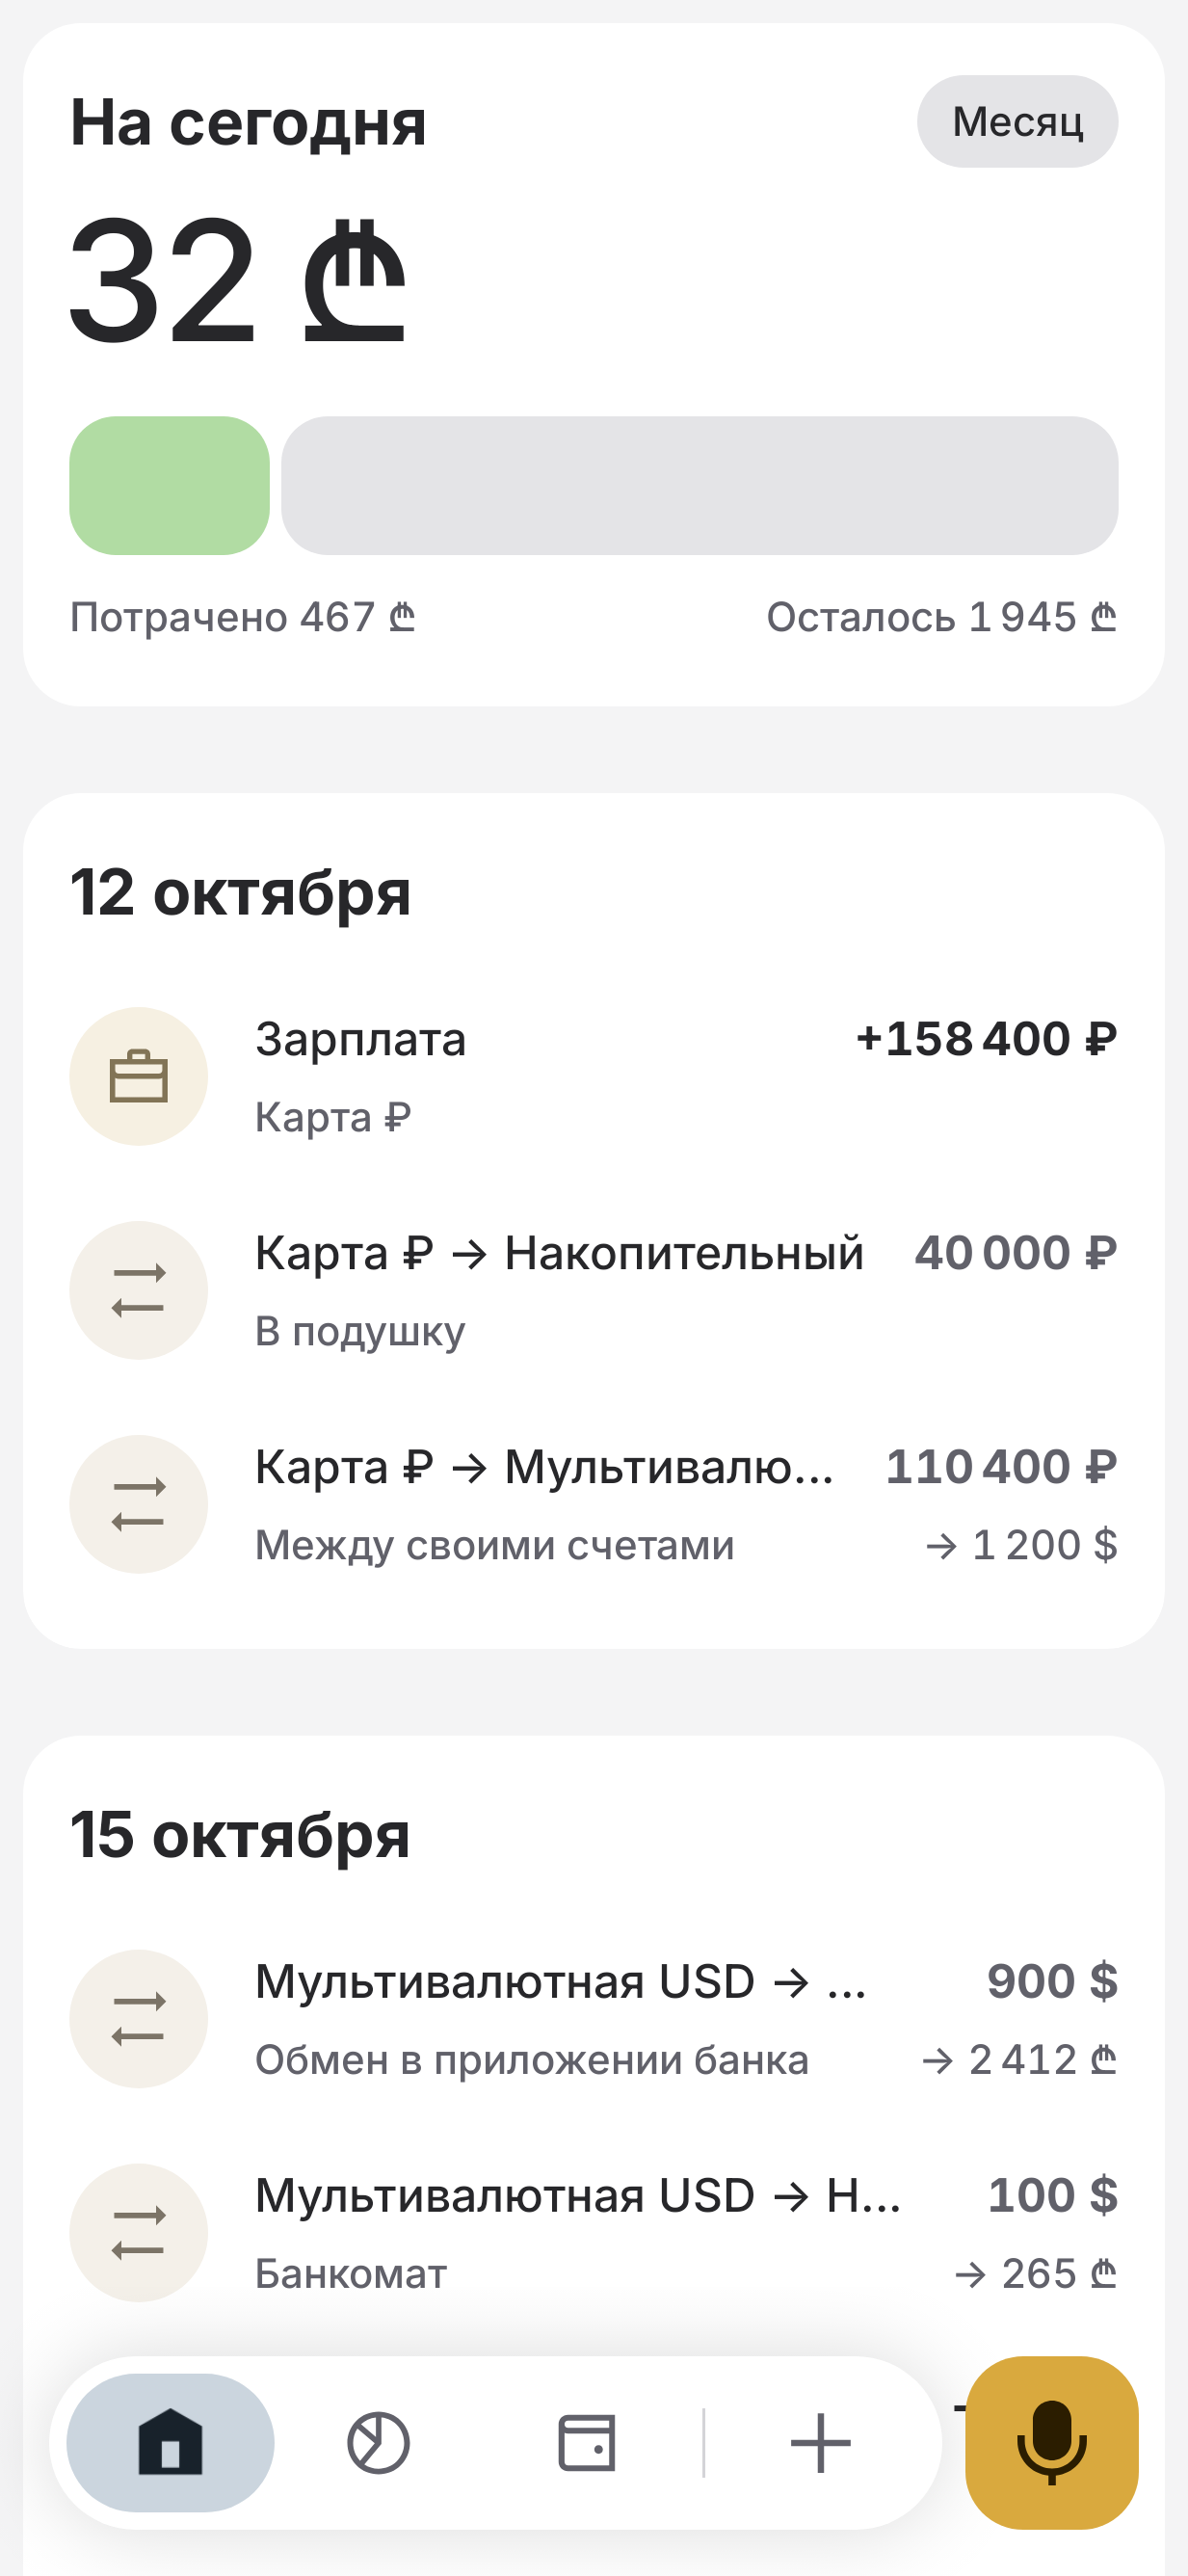 На сегодня
Месяц
32 ₾
Потрачено 467 ₾
Осталось 1 945 ₾
12 октября
Зарплата
+158 400 ₽
Карта ₽
Карта ₽ → Накопительный
40 000 ₽
В подушку
Карта ₽ → Мультивалю...
110 400 ₽
Между своими счетами
→ 1 200 $
15 октября
Мультивалютная USD → ...
900 $
Обмен в приложении банка
→ 2 412 ₾
Мультивалютная USD → Н...
100 $
Банкомат
→ 265 ₾